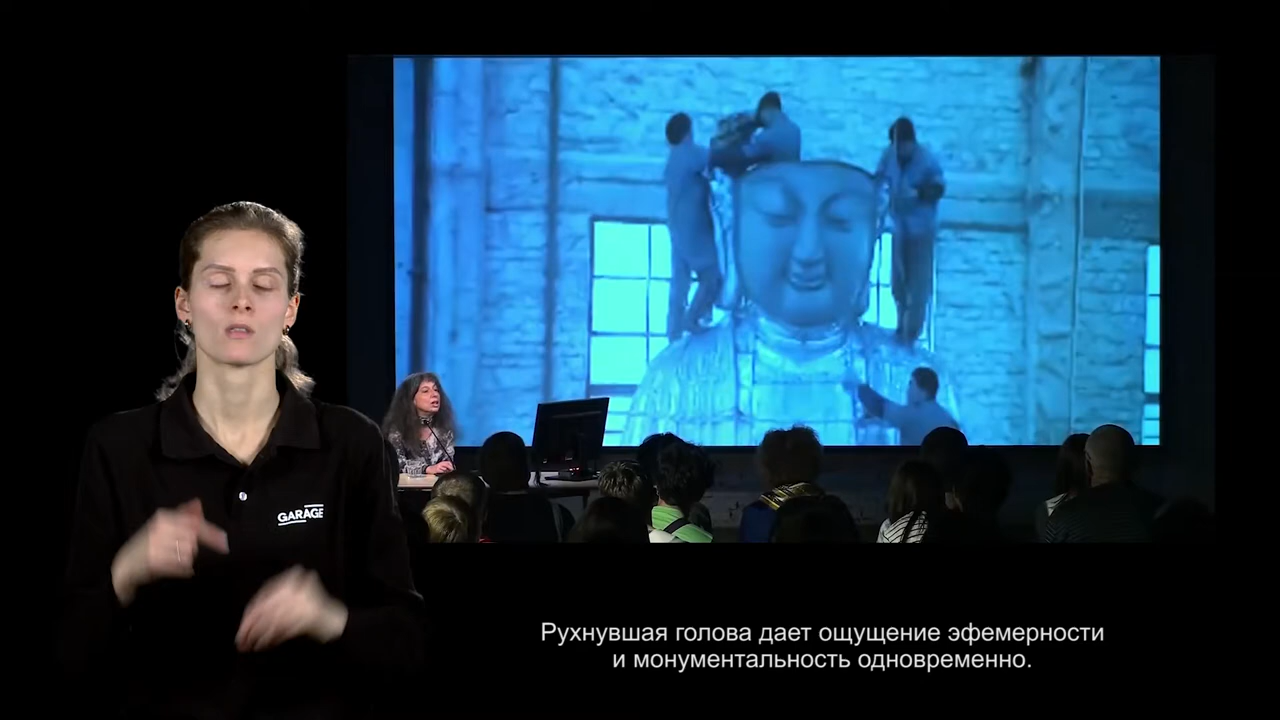 GARAGE
Рухнувшая голова дает ощущение эфемерности
и монументальность одновременно.